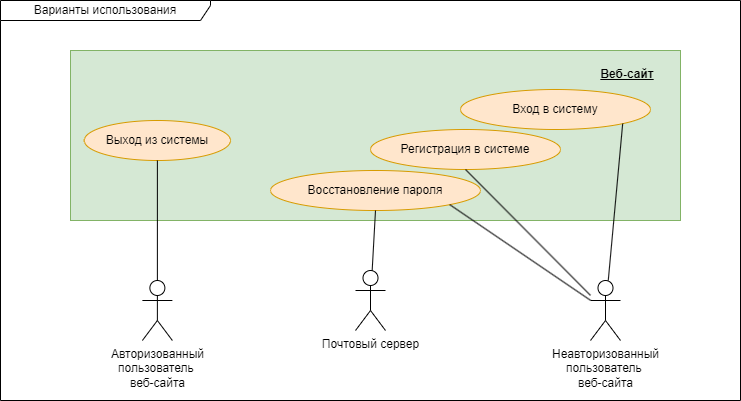 Варианты использования
Веб-сайт
Вход в систему
Выход из системы
Регистрация в системе
Восстановление пароля
Авторизованный
пользователь
веб-сайта
Почтовый сервер
Неавторизованный
пользователь
веб-сайта